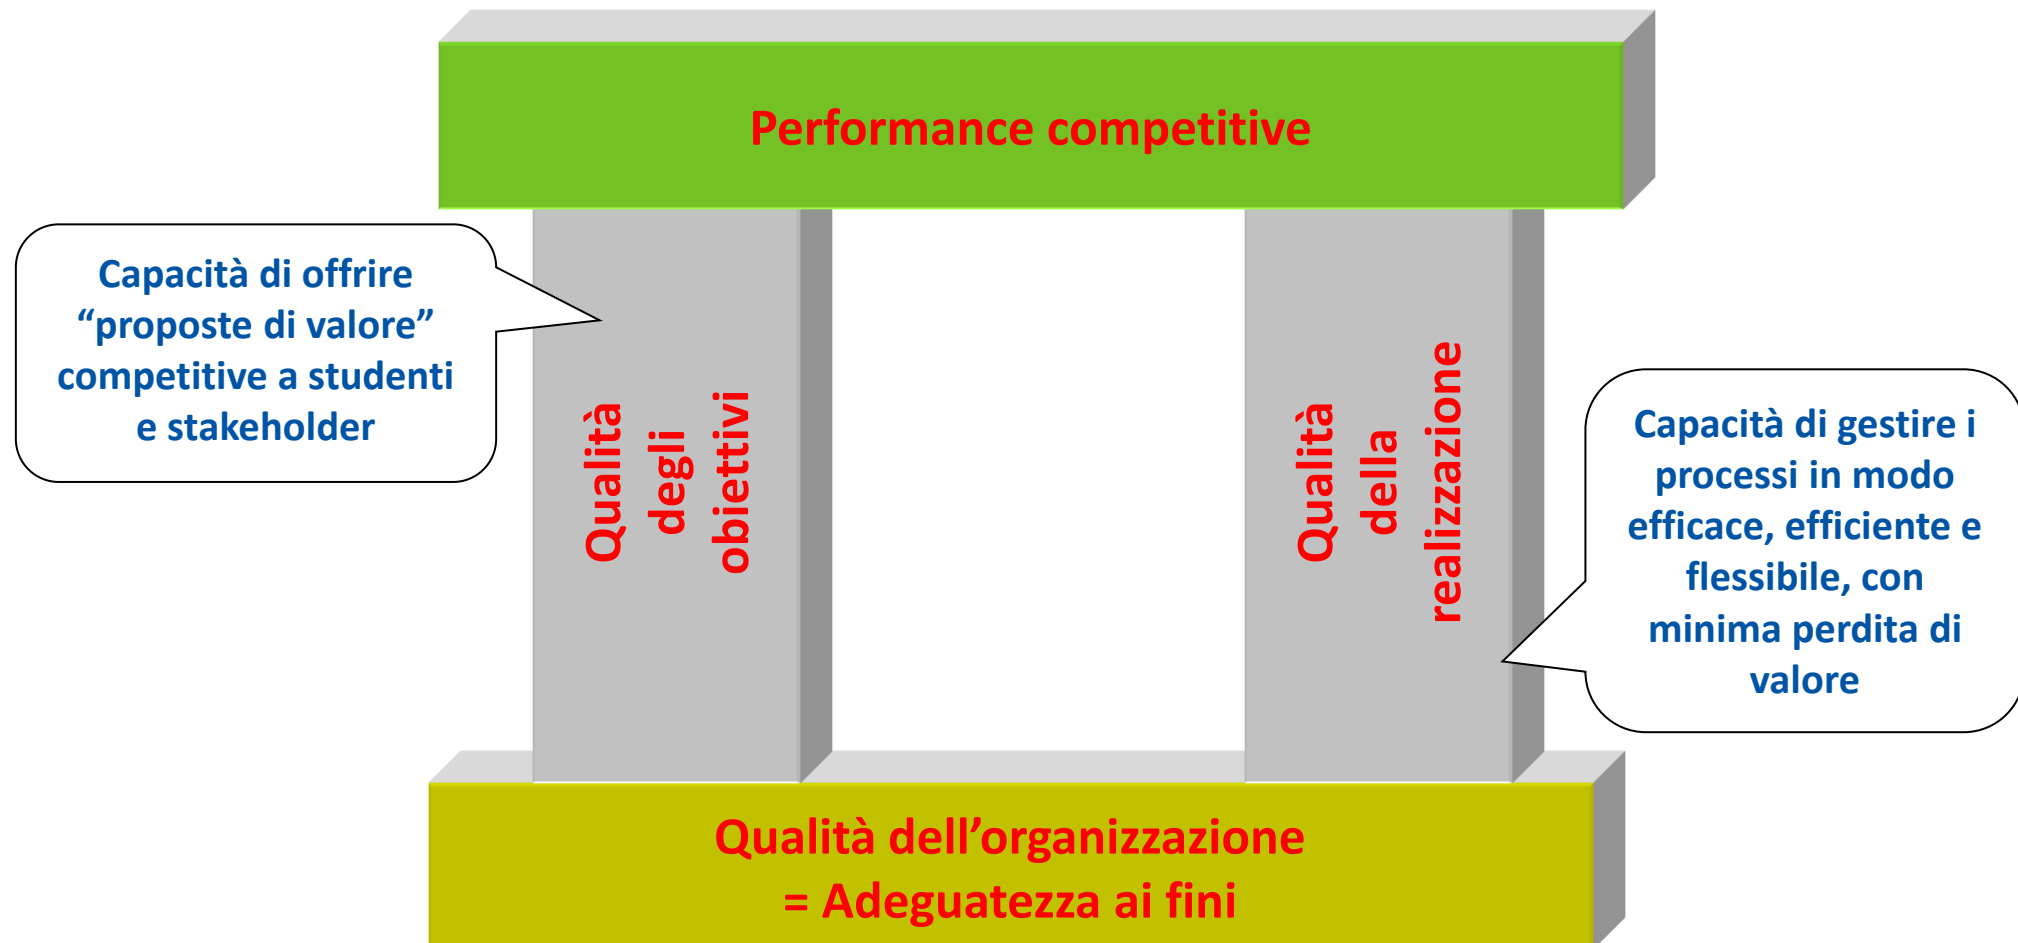 Performance competitive
Capacità di offrire
“proposte di valore”
competitive a studenti
e stakeholder
Qualità
degli
obiettivi
Qualità
della
realizzazione
Capacità di gestire i
processi in modo
efficace, efficiente e
flessibile, con
minima perdita di
valore
Qualità dell’organizzazione
= Adeguatezza ai fini